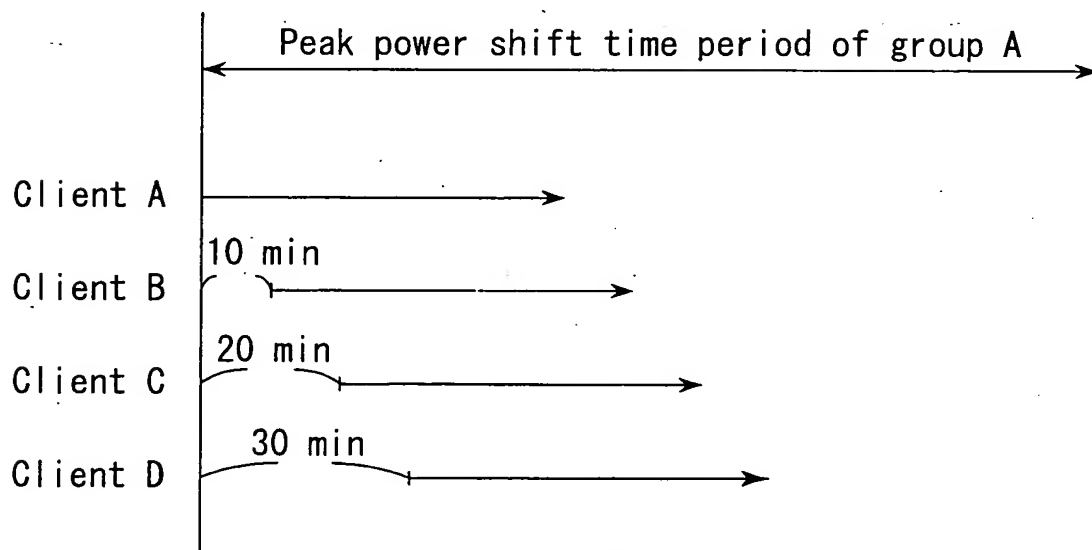 Peak power shift time period of group A
Client A
10 min
Client B
20 min
Client C
30 min
Client D